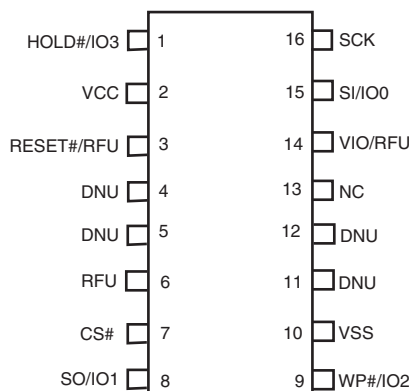 HOLD#/IO3 1 16 SCK
VCC 2 15 SI/IO0
RESET#/RFU 3 14 VIO/RFU
DNU 4 13 NC
DNU 5 12 DNU
RFU 6 11 DNU
CS# 7 10 VSS
SO/IO1 8 9 WP#/IO2